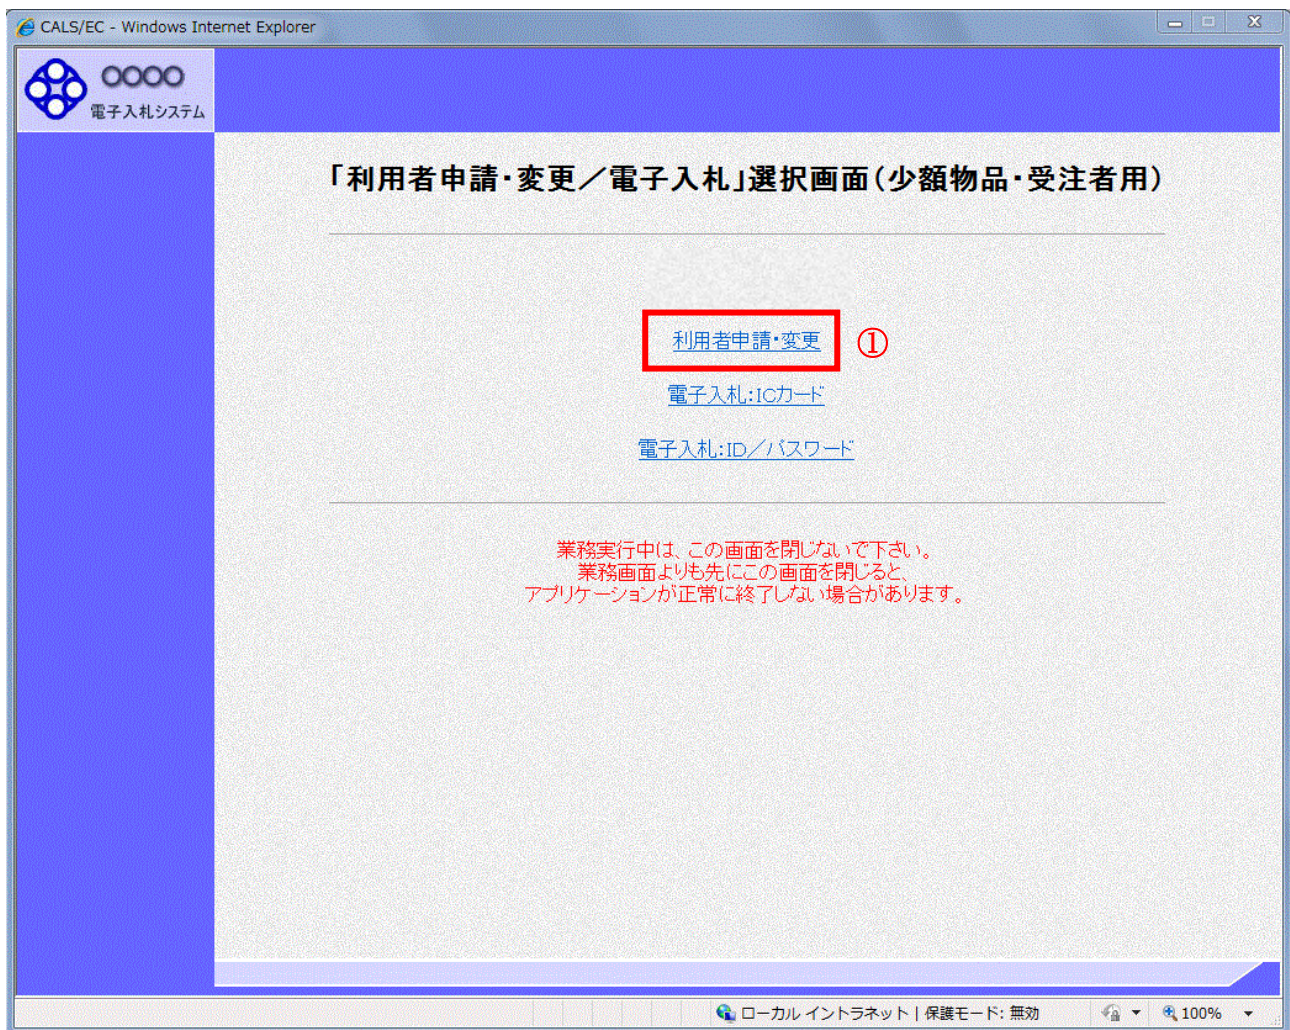 CALS/EC - Windows Internet Explorer
○○○○
電子入札システム
「利用者申請・変更／電子入札」選択画面（少額物品・受注者用）
利用者申請・変更 ①
電子入札：ICカード
電子入札：ID／パスワード
業務実行中は、この画面を閉じないで下さい。
業務画面よりも先にこの画面を閉じると、
アプリケーションが正常に終了しない場合があります。
ローカル イントラネット | 保護モード: 無効
100%